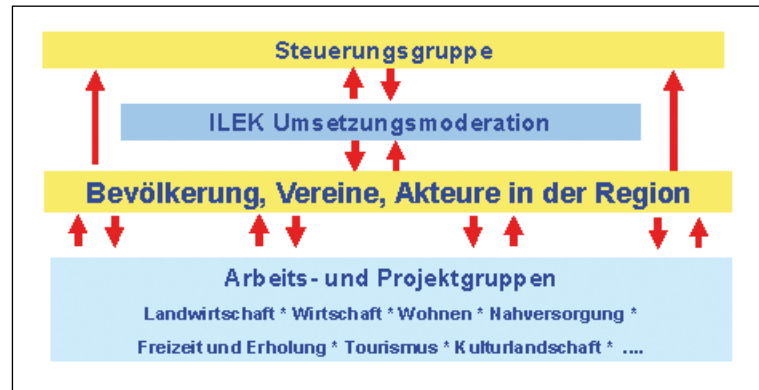 Steuerungsgruppe
ILEK Umsetzungsmoderation
Bevölkerung, Vereine, Akteure in der Region
Arbeits- und Projektgruppen
Landwirtschaft * Wirtschaft * Wohnen * Nahversorgung *
Freizeit und Erholung * Tourismus * Kulturlandschaft * ....